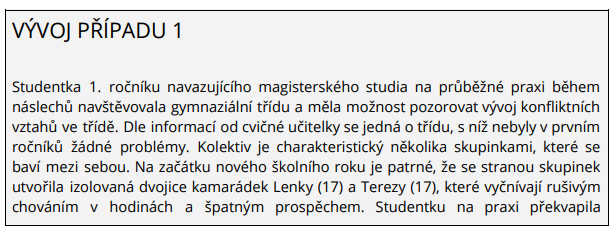 VÝVOJ PŘÍPADU 1
Studentka 1. ročníku navazujícího magisterského studia na průběžné praxi během
náslechů navštěvovala gymnaziální třídu a měla možnost pozorovat vývoj konfliktních
vztahů ve třídě. Dle informací od cvičné učitelky se jedná o třídu, s níž nebyly v prvním
ročníků žádné problémy. Kolektiv je charakteristický několika skupinkami, které se
baví mezi sebou. Na začátku nového školního roku je patrné, že se stranou skupinek
utvořila izolovaná dvojice kamarádek Lenky (17) a Terezy (17), které vyčnívají rušivým
chováním v hodinách a špatným prospěchem. Studentku na praxi překvapila